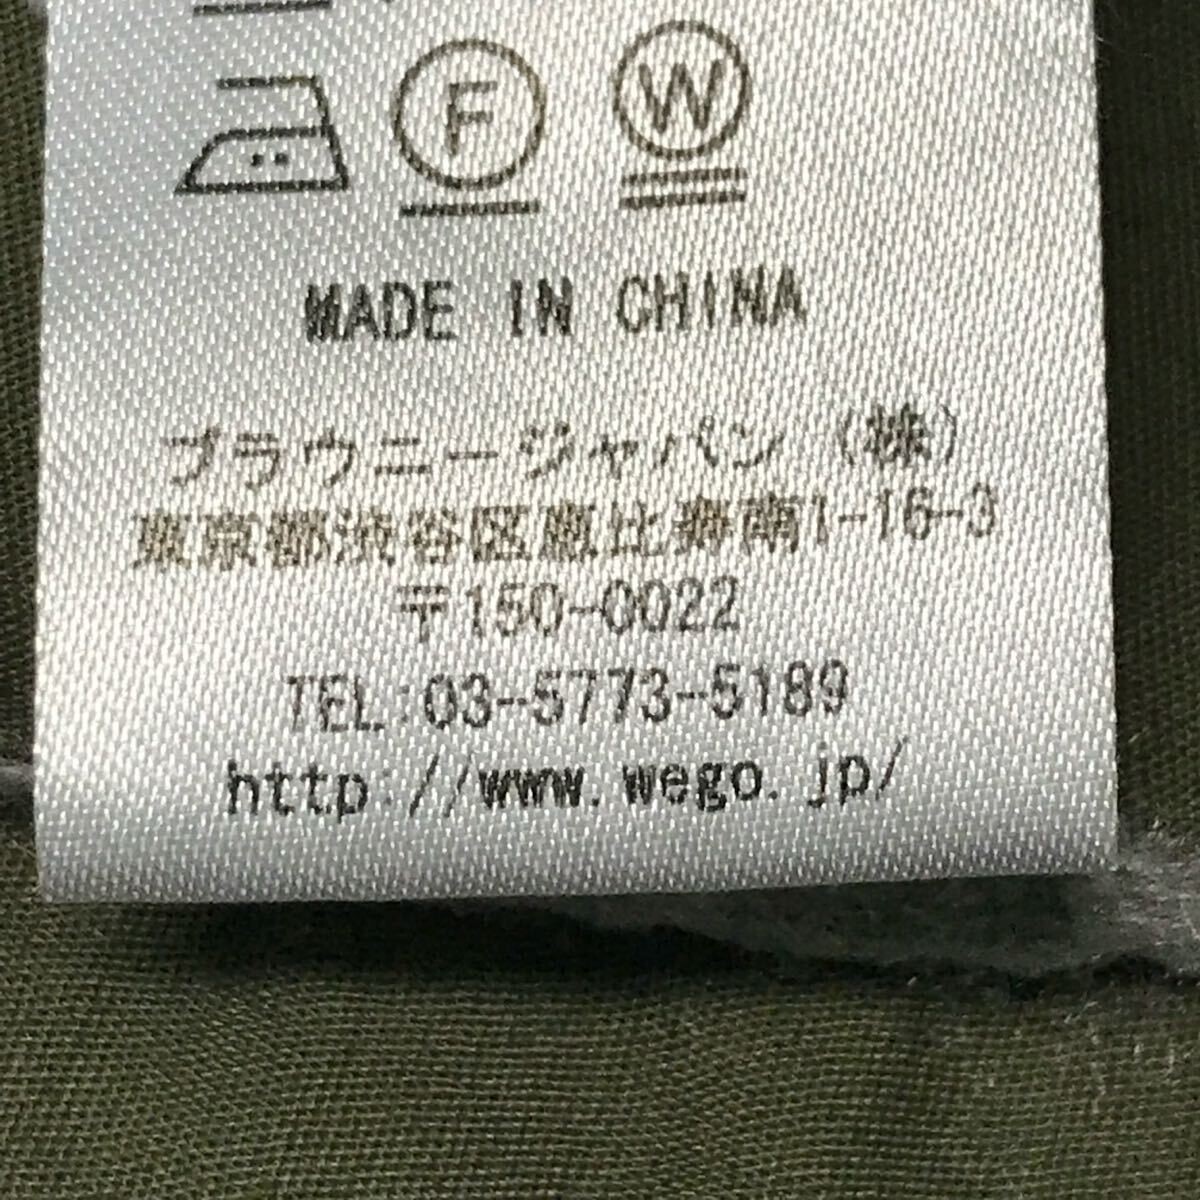 F W
MADE IN CHINA
ブラウニージャパン (株)
東京都渋谷区恵比寿南1-16-3
〒150-0022
TEL:03-5773-5189
http://www.wego.jp/